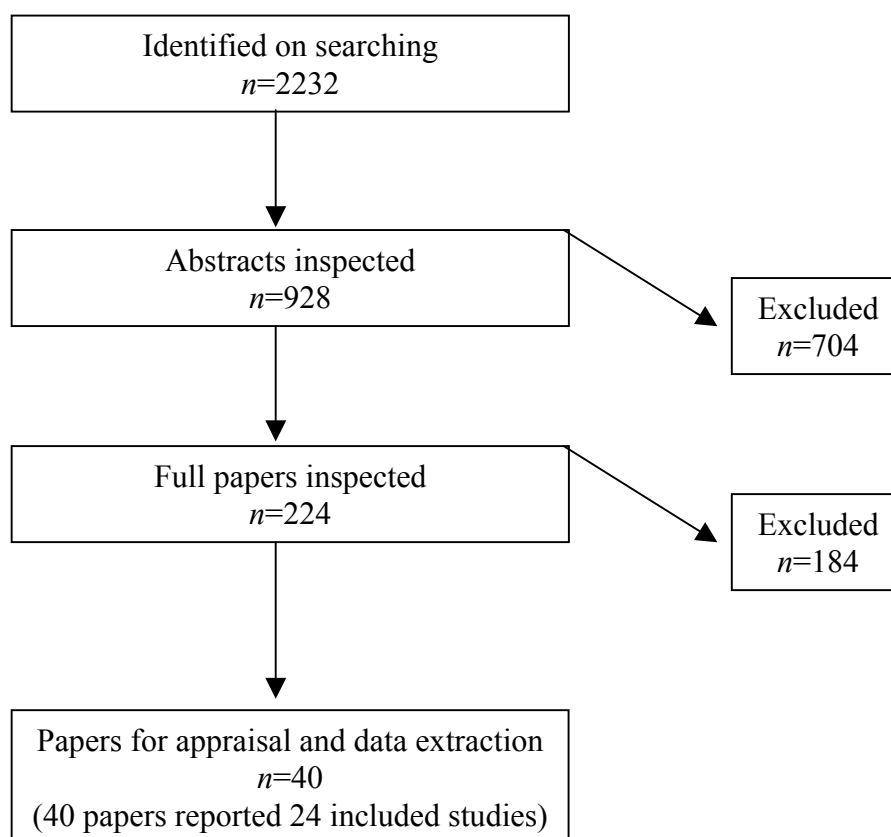 Identified on searching
n=2232
Abstracts inspected
n=928
Excluded
n=704
Full papers inspected
n=224
Excluded
n=184
Papers for appraisal and data extraction
n=40
(40 papers reported 24 included studies)